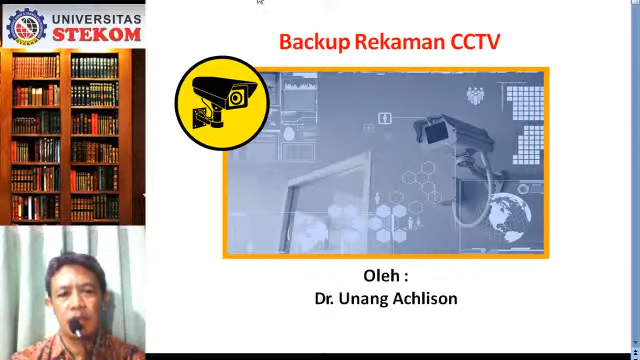 UNIVERSITAS
STEKOM
Backup Rekaman CCTV
Oleh :
Dr. Unang Achlison